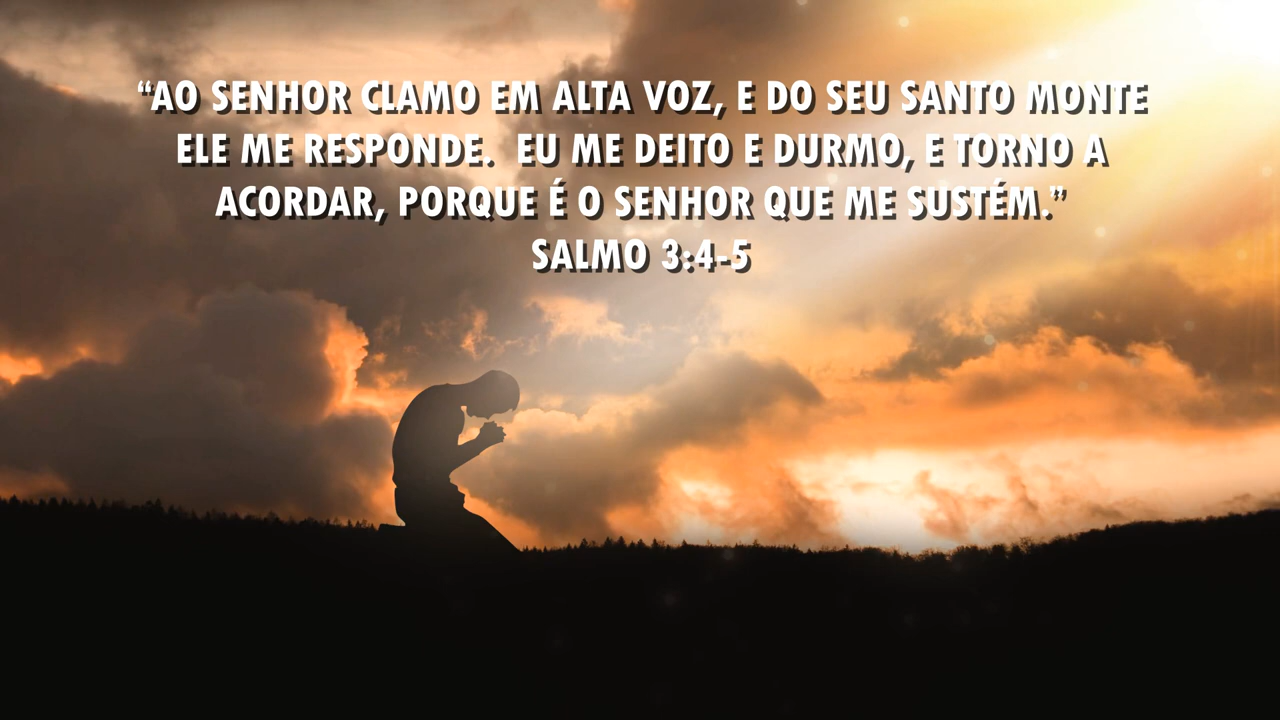 “AO SENHOR CLAMO EM ALTA VOZ, E DO SEU SANTO MONTE
ELE ME RESPONDE.  EU ME DEITO E DURMO, E TORNO A
ACORDAR, PORQUE É O SENHOR QUE ME SUSTÉM.”
SALMO 3:4-5